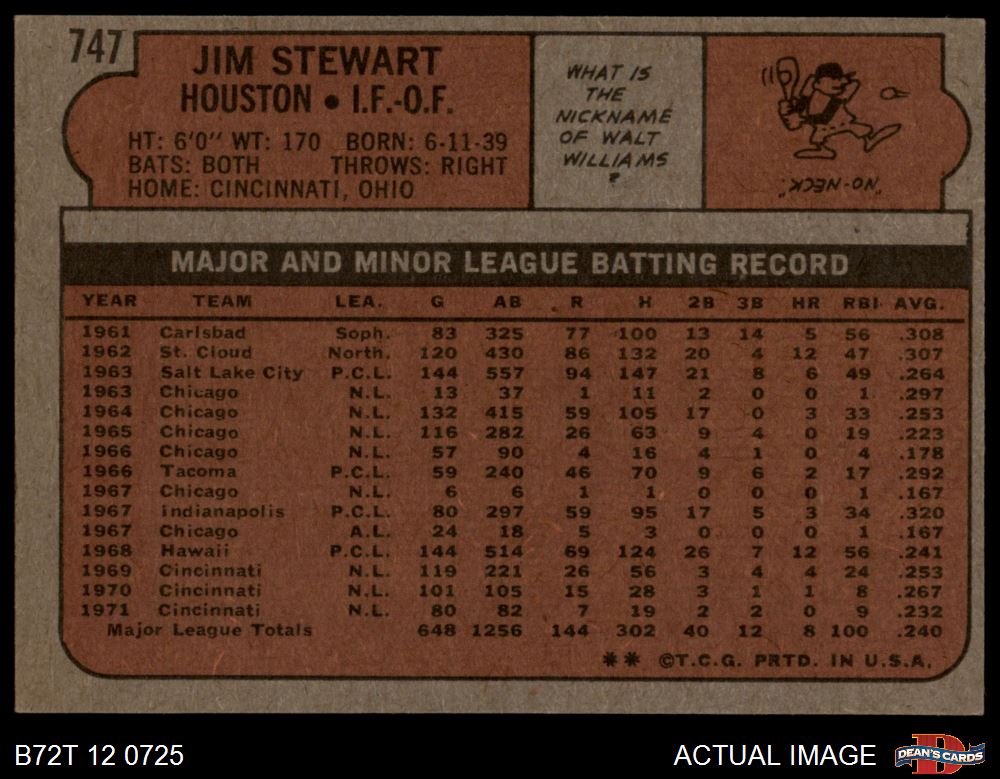 747
JIM STEWART
HOUSTON • I.F.-O.F.
HT: 6'0" WT: 170 BORN: 6-11-39
BATS: BOTH THROWS: RIGHT
HOME: CINCINNATI, OHIO
WHAT IS
THE
NICKNAME
OF WALT
WILLIAMS
?
"NO-NECK."
MAJOR AND MINOR LEAGUE BATTING RECORD
YEAR TEAM LEA. G AB R H 2B 3B HR RBI AVG.
1961 Carlsbad Soph. 83 325 77 100 13 14 5 56 .308
1962 St. Cloud North. 120 430 86 132 20 4 12 47 .307
1963 Salt Lake City P.C.L. 144 557 94 147 21 8 6 49 .264
1963 Chicago N.L. 13 37 1 11 2 0 0 1 .297
1964 Chicago N.L. 132 415 59 105 17 0 3 33 .253
1965 Chicago N.L. 116 282 26 63 9 4 0 19 .223
1966 Chicago N.L. 57 90 4 16 4 1 0 4 .178
1966 Tacoma P.C.L. 59 240 46 70 9 6 2 17 .292
1967 Chicago N.L. 6 6 1 1 0 0 0 1 .167
1967 Indianapolis P.C.L. 80 297 59 95 17 5 3 34 .320
1967 Chicago A.L. 24 18 5 3 0 0 0 1 .167
1968 Hawaii P.C.L. 144 514 69 124 26 7 12 56 .241
1969 Cincinnati N.L. 119 221 26 56 3 4 4 24 .253
1970 Cincinnati N.L. 101 105 15 28 3 1 1 8 .267
1971 Cincinnati N.L. 80 82 7 19 2 2 0 9 .232
Major League Totals 648 1256 144 302 40 12 8 100 .240
** ©T.C.G. PRTD. IN U.S.A.
B72T 12 0725
ACTUAL IMAGE
D
DEAN'S CARDS